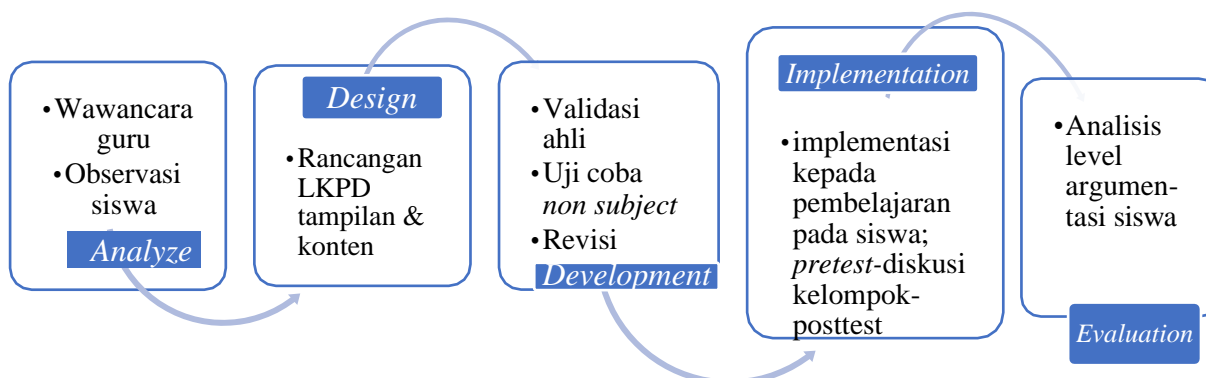 • Wawancara
guru
• Observasi
siswa
Analyze
Design
• Rancangan
LKPD
tampilan &
konten
• Validasi
ahli
• Uji coba
non subject
• Revisi
Development
Implementation
• implementasi
kepada
pembelajaran
pada siswa;
pretest-diskusi
kelompok-
posttest
• Analisis
level
argumen-
tasi siswa
Evaluation